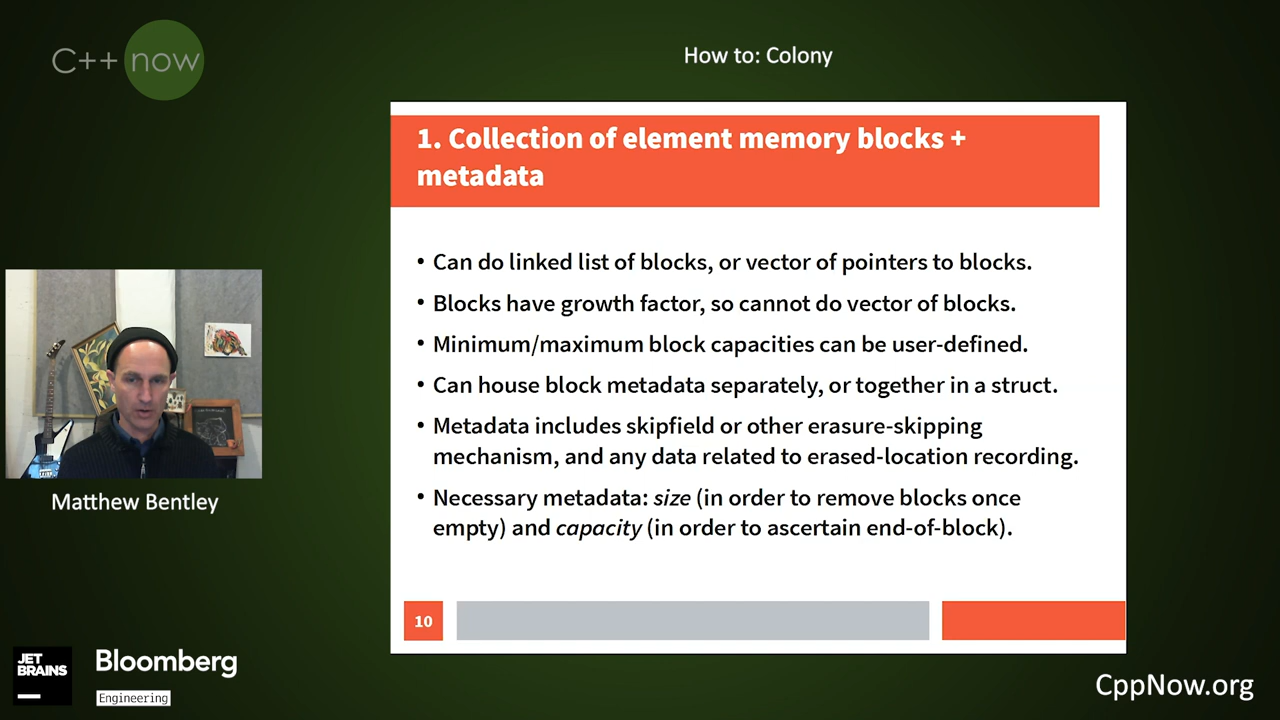 C++ now
How to: Colony
1. Collection of element memory blocks +
metadata
• Can do linked list of blocks, or vector of pointers to blocks.
• Blocks have growth factor, so cannot do vector of blocks.
• Minimum/maximum block capacities can be user-defined.
• Can house block metadata separately, or together in a struct.
• Metadata includes skipfield or other erasure-skipping
mechanism, and any data related to erased-location recording.
• Necessary metadata: size (in order to remove blocks once
empty) and capacity (in order to ascertain end-of-block).
10
Matthew Bentley
JET
BRAINS
Bloomberg
Engineering
CppNow.org